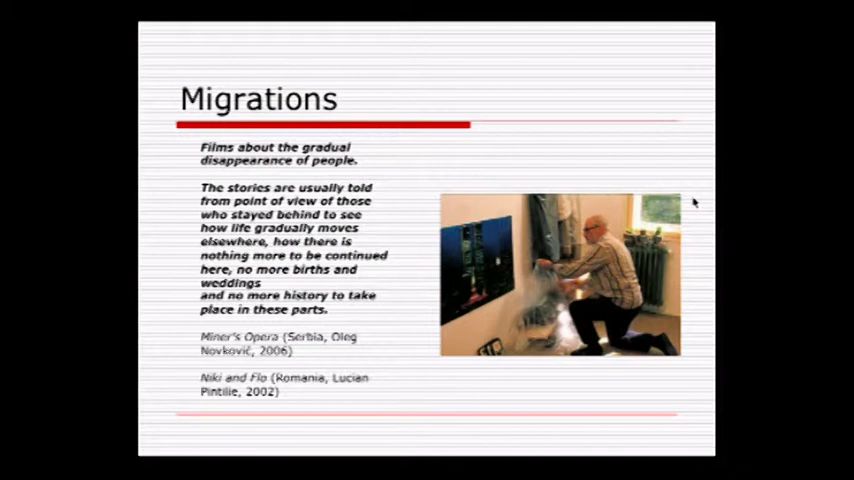 Migrations
Films about the gradual
disappearance of people.
The stories are usually told
from point of view of those
who stayed behind to see
how life gradually moves
elsewhere, how there is
nothing more to be continued
here, no more births and
weddings
and no more history to take
place in these parts.
Miner's Opera (Serbia, Oleg
Novković, 2006)
Niki and Flo (Romania, Lucian
Pintilie, 2002)